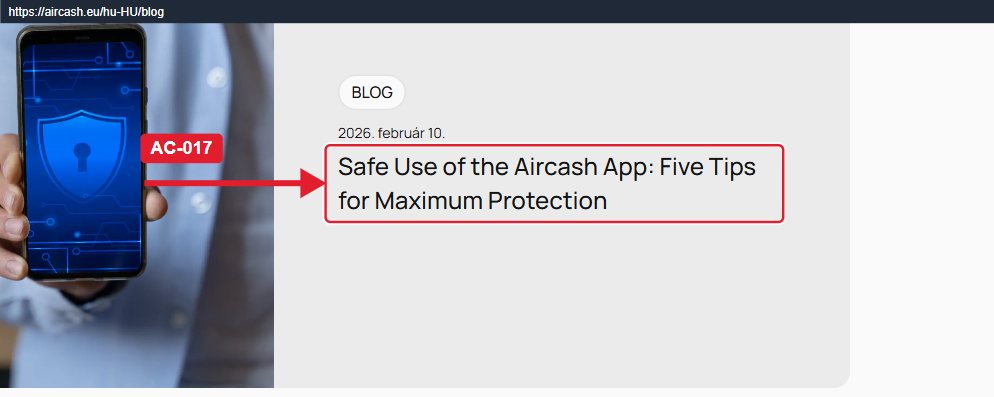 https://aircash.eu/hu-HU/blog
BLOG
2026. február 10.
AC-017
Safe Use of the Aircash App: Five Tips
for Maximum Protection